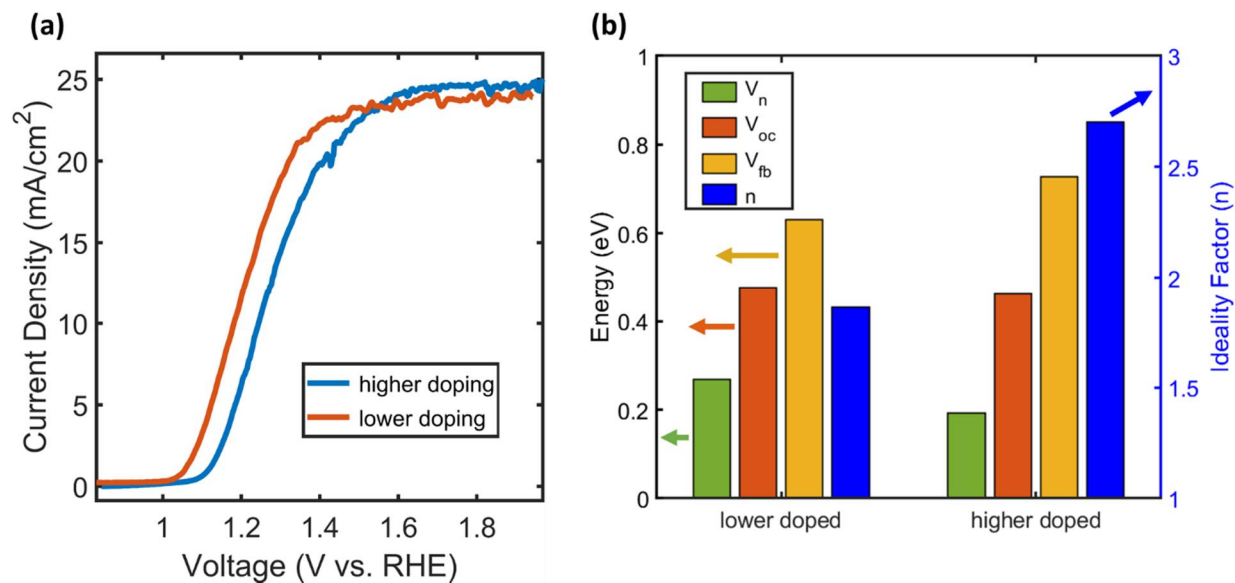 (a)
25
20
15
10
5
0
Current Density (mA/cm²)
higher doping
lower doping
1 1.2 1.4 1.6 1.8
Voltage (V vs. RHE)
(b)
1
0.8
0.6
0.4
0.2
0
Energy (eV)
Vn
Voc
Vfb
n
lower doped higher doped
3
2.5
2
1.5
1
Ideality Factor (n)